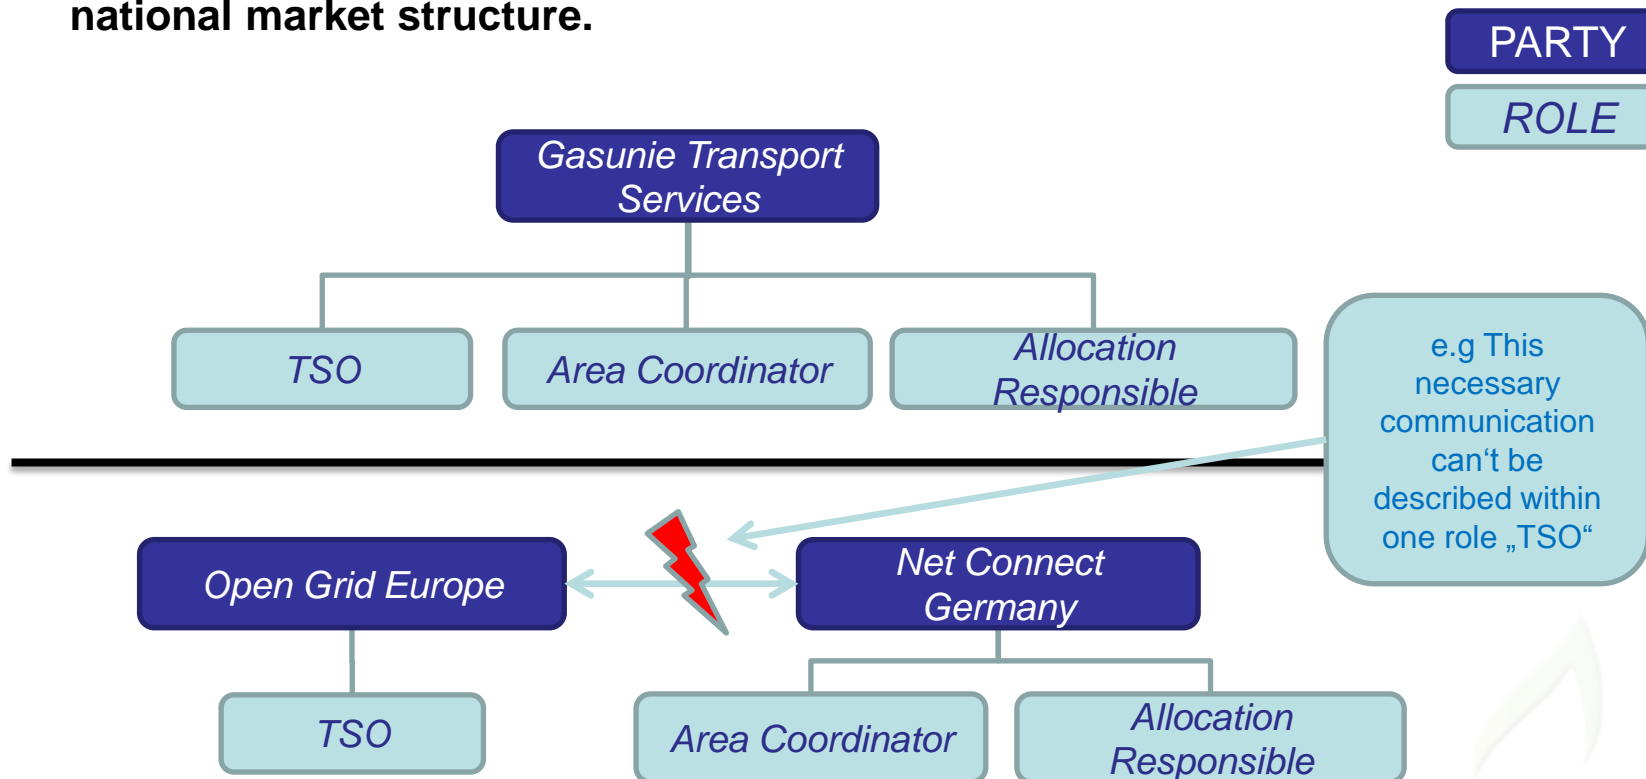 national market structure.
PARTY
ROLE
Gasunie Transport
Services
TSO
Area Coordinator
Allocation
Responsible
e.g This
necessary
communication
can‘t be
described within
one role „TSO“
Open Grid Europe
Net Connect
Germany
TSO
Area Coordinator
Allocation
Responsible